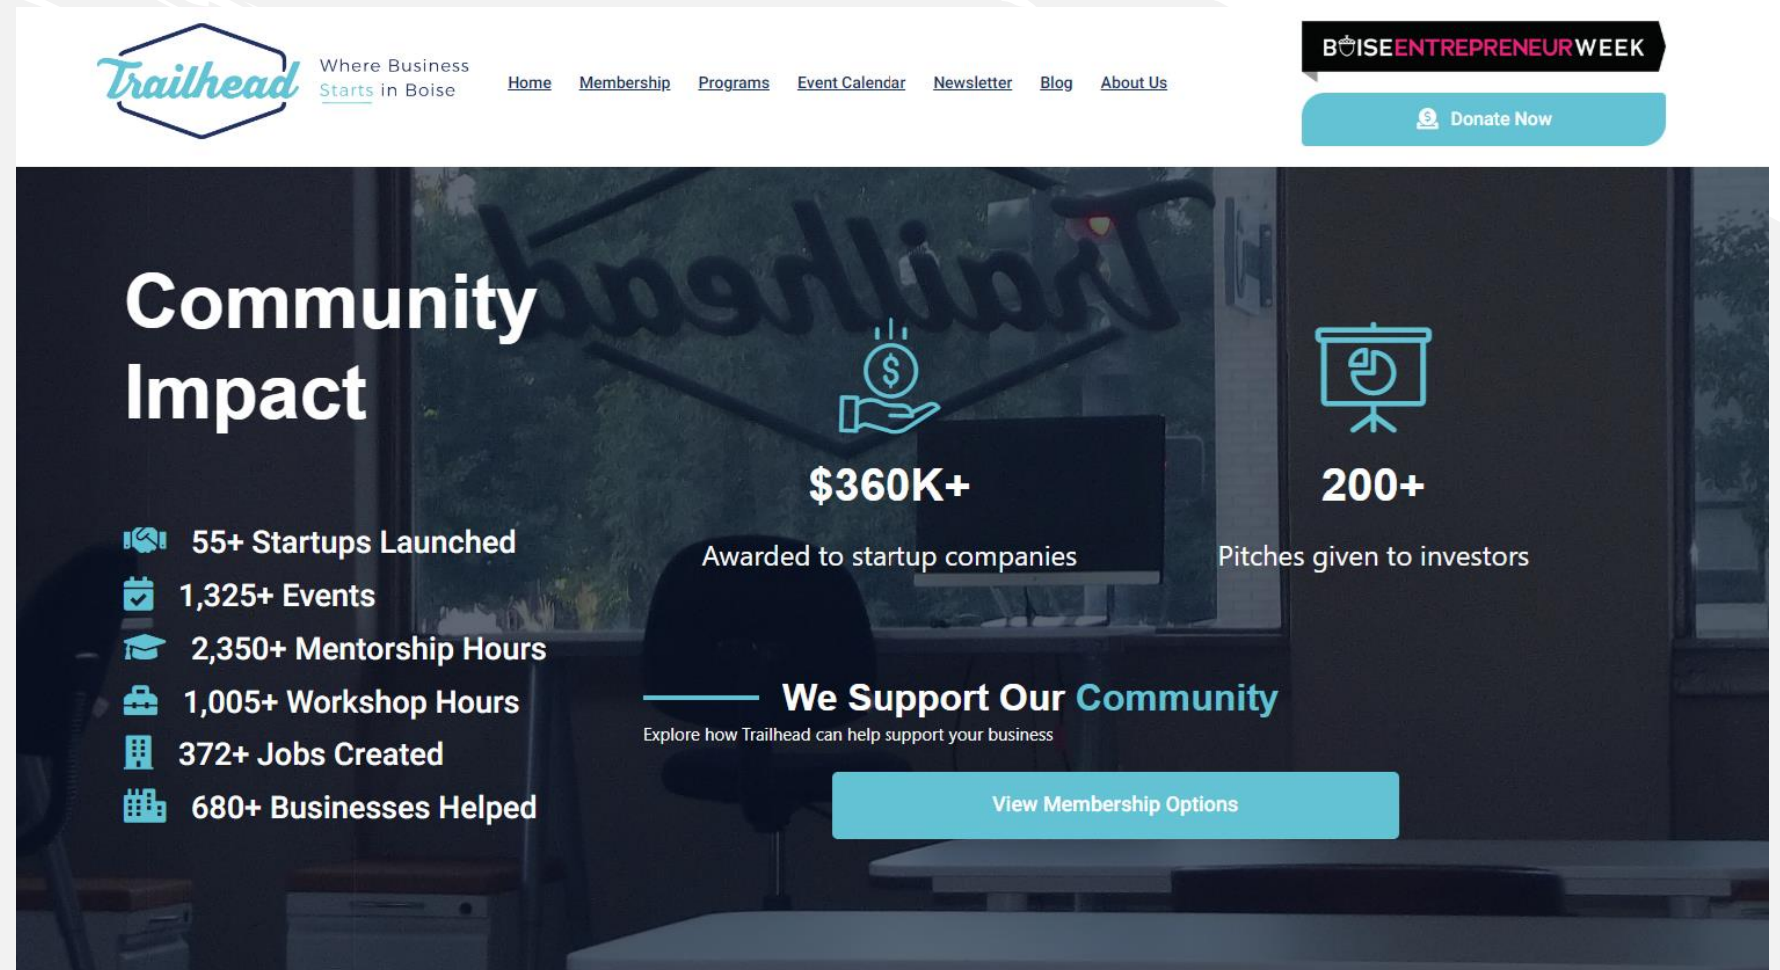 Trailhead
Where Business
Starts in Boise
Home Membership Programs Event Calendar Newsletter Blog About Us
BOISEENTREPRENEURWEEK
Donate Now
Trailhead
Community
Impact
55+ Startups Launched
1,325+ Events
2,350+ Mentorship Hours
1,005+ Workshop Hours
372+ Jobs Created
680+ Businesses Helped
$
$360K+
Awarded to startup companies
200+
Pitches given to investors
We Support Our Community
Explore how Trailhead can help support your business
View Membership Options